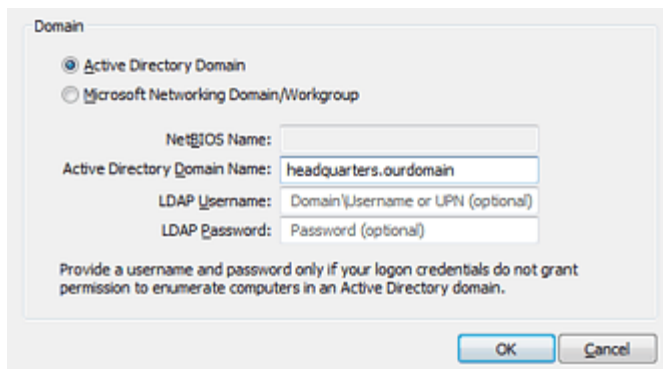 Domain
Active Directory Domain
Microsoft Networking Domain/Workgroup
NetBIOS Name:
Active Directory Domain Name: headquarters.ourdomain
LDAP Username: Domain\Username or UPN (optional)
LDAP Password: Password (optional)
Provide a username and password only if your logon credentials do not grant
permission to enumerate computers in an Active Directory domain.
OK Cancel